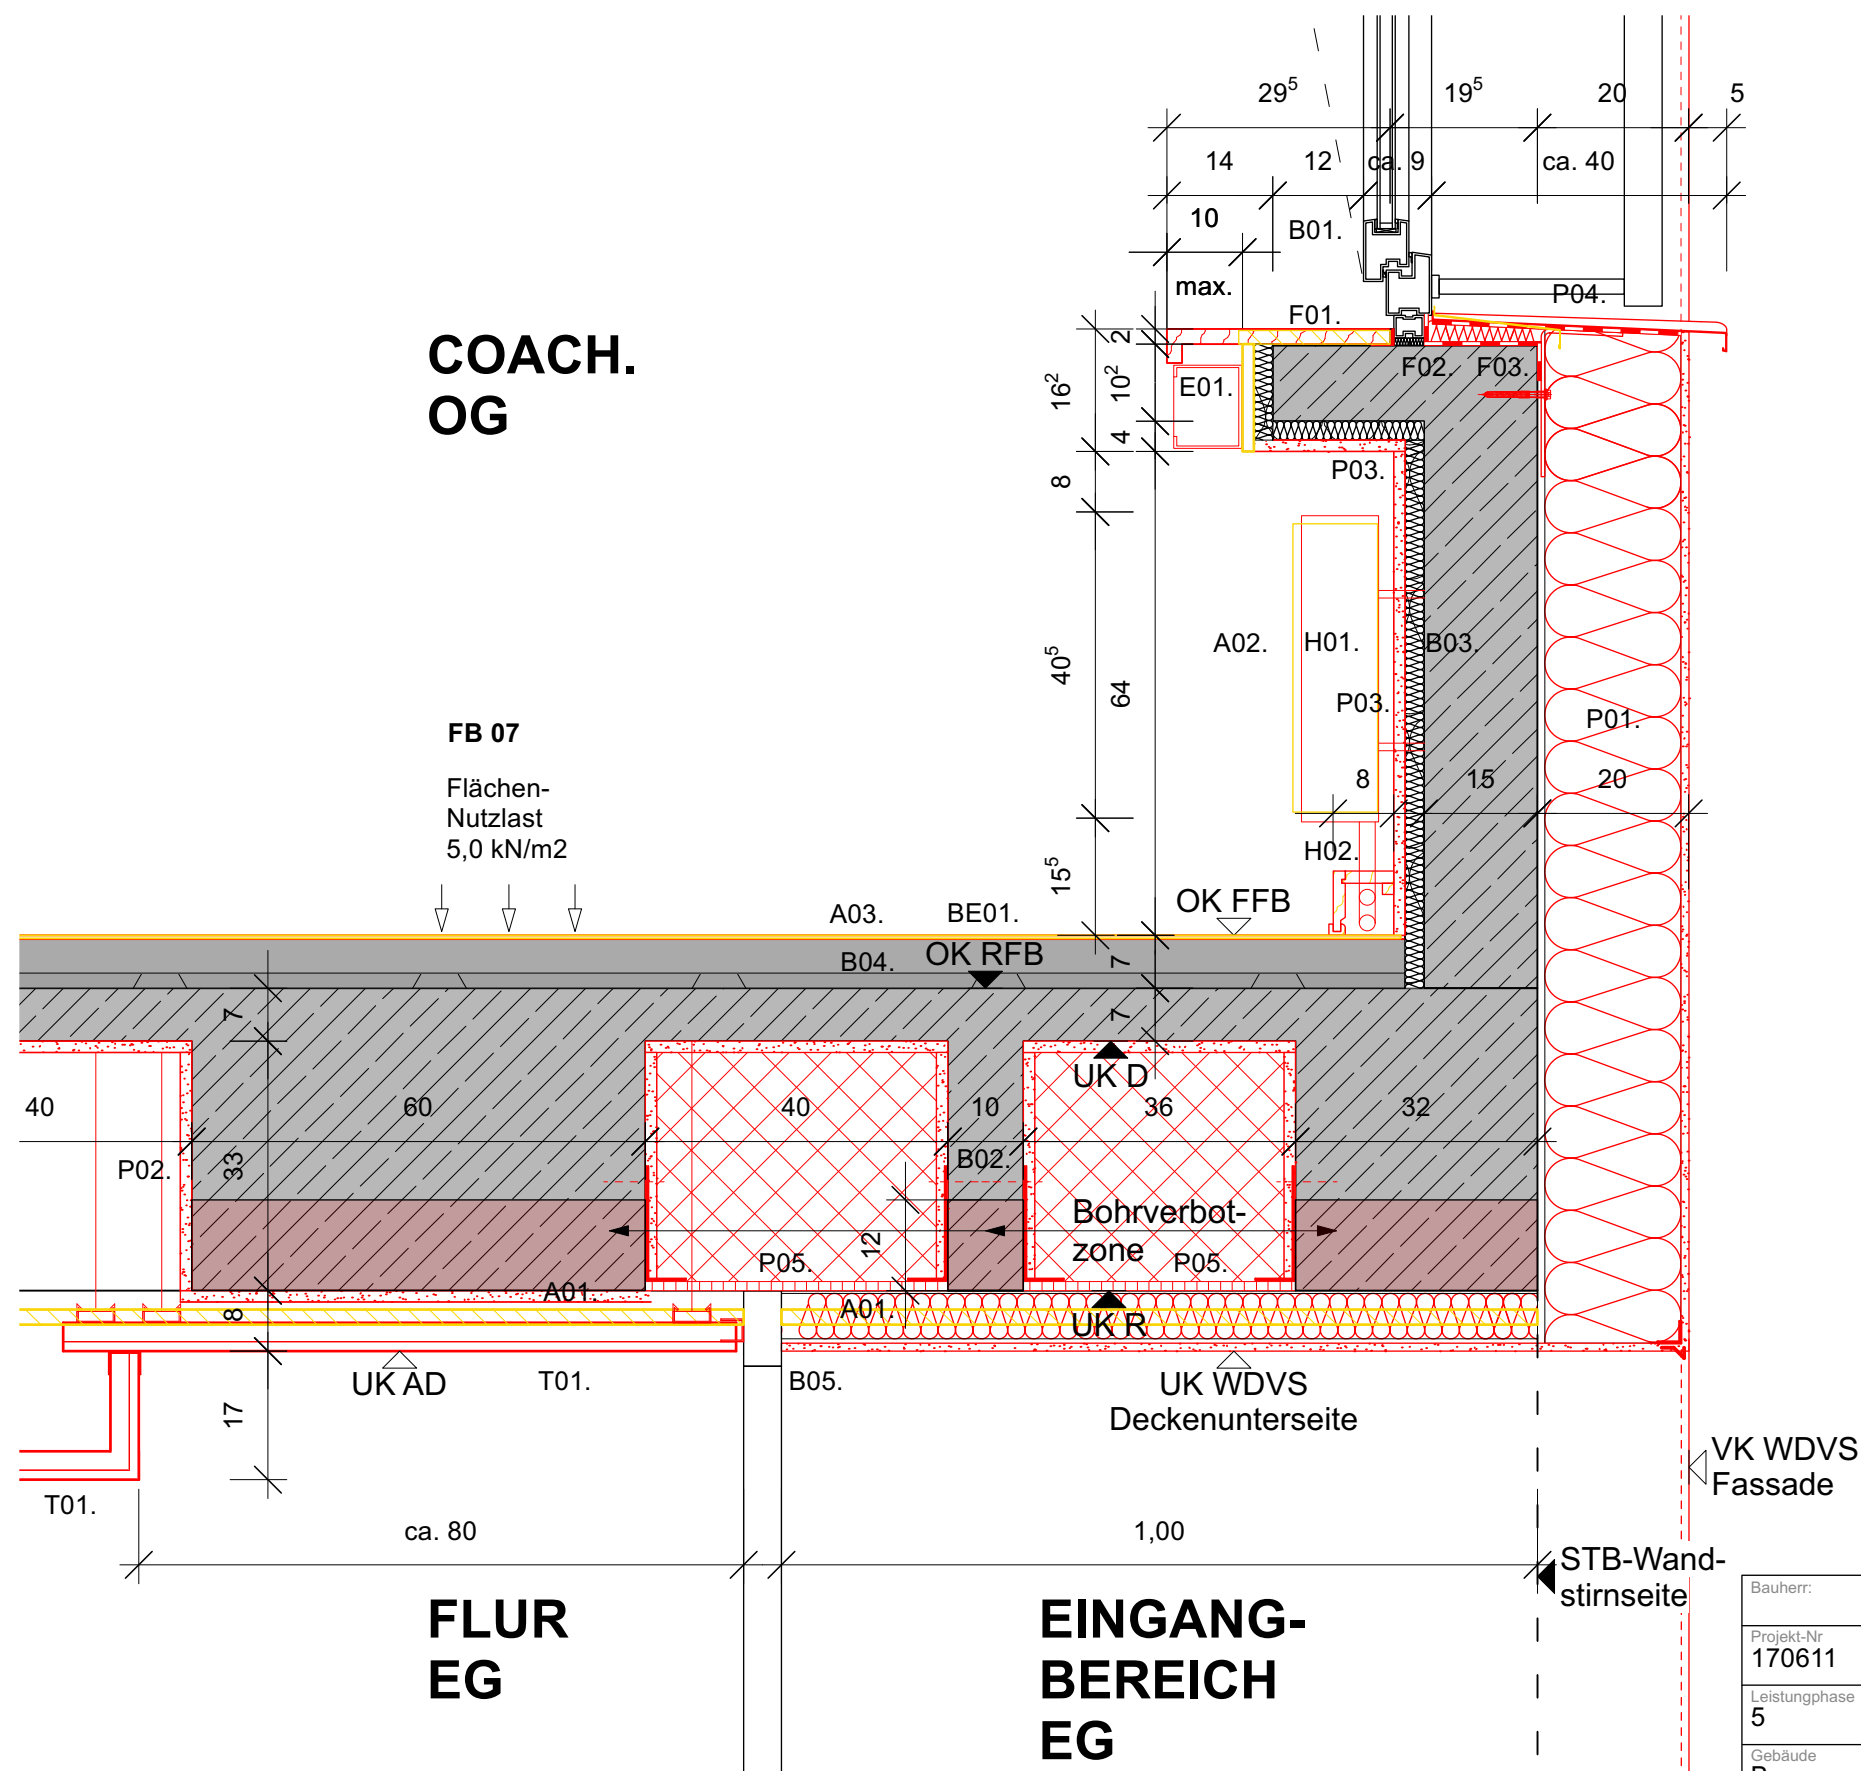 29⁵ 19⁵ 20 5
14 12 ca. 9 ca. 40
10
B01.
max.
P04.
F01.
COACH.
OG
2
16² 10²
E01.
F02. F03.
4
P03.
8
A02. H01. B03.
40⁵ 64
P03.
P01.
FB 07
Flächen-
Nutzlast
5,0 kN/m2
8 15 20
H02.
15⁵
A03. BE01. OK FFB
B04. OK RFB 7
7 7
UK D
40 60 40 10 36 32
P02. 33 B02.
Bohrverbot-
zone
12
P05. P05.
A01.
8 A01. UK R
UK AD T01. B05. UK WDVS
Deckenunterseite
17
VK WDVS
Fassade
T01.
ca. 80 1,00
STB-Wand-
stirnseite
FLUR
EG
EINGANG-
BEREICH
EG
Bauherr:
Projekt-Nr
170611
Leistungphase
5
Gebäude